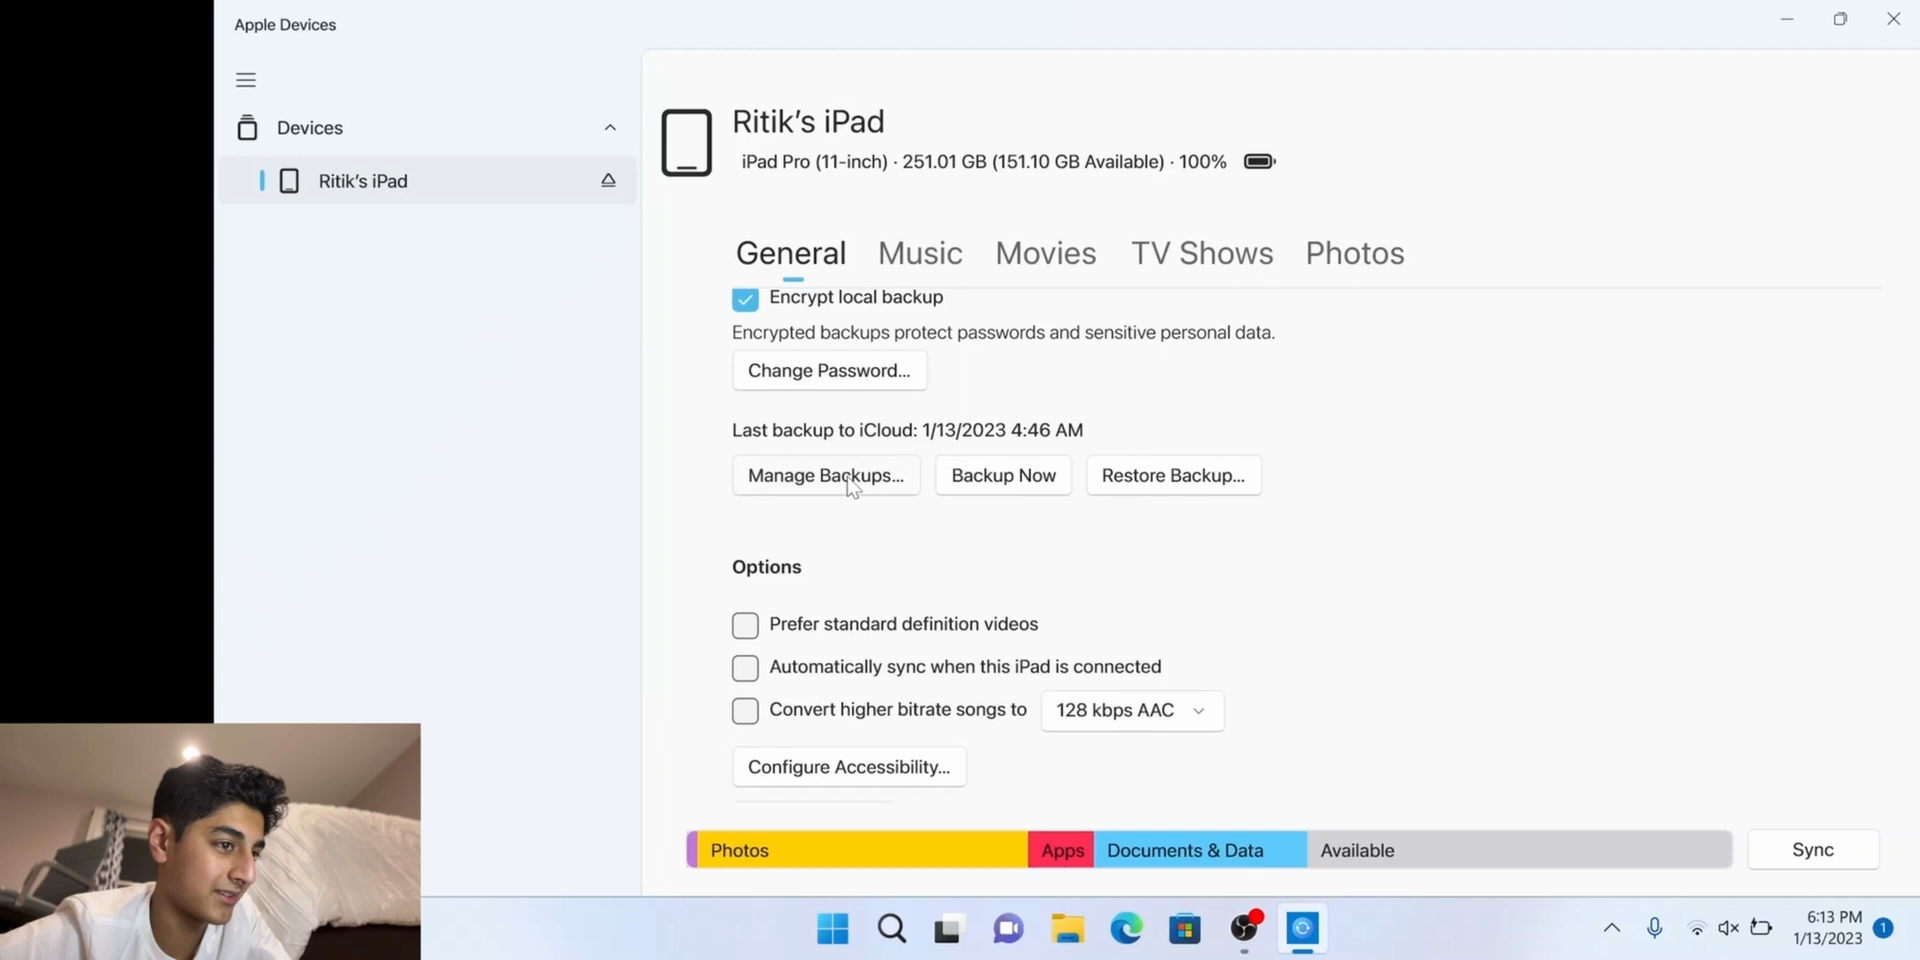 Apple Devices
Devices
Ritik’s iPad
Ritik’s iPad
iPad Pro (11-inch) · 251.01 GB (151.10 GB Available) · 100%
General Music Movies TV Shows Photos
Encrypt local backup
Encrypted backups protect passwords and sensitive personal data.
Change Password...
Last backup to iCloud: 1/13/2023 4:46 AM
Manage Backups... Backup Now Restore Backup...
Options
Prefer standard definition videos
Automatically sync when this iPad is connected
Convert higher bitrate songs to 128 kbps AAC
Configure Accessibility...
Photos Apps Documents & Data Available Sync
6:13 PM
1/13/2023 1